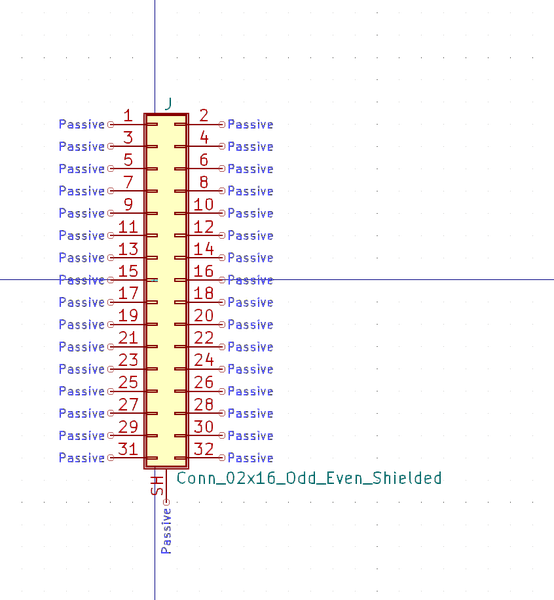 J
Passive 1 2 Passive
Passive 3 4 Passive
Passive 5 6 Passive
Passive 7 8 Passive
Passive 9 10 Passive
Passive 11 12 Passive
Passive 13 14 Passive
Passive 15 16 Passive
Passive 17 18 Passive
Passive 19 20 Passive
Passive 21 22 Passive
Passive 23 24 Passive
Passive 25 26 Passive
Passive 27 28 Passive
Passive 29 30 Passive
Passive 31 32 Passive
SH Conn_02x16_Odd_Even_Shielded
Passive